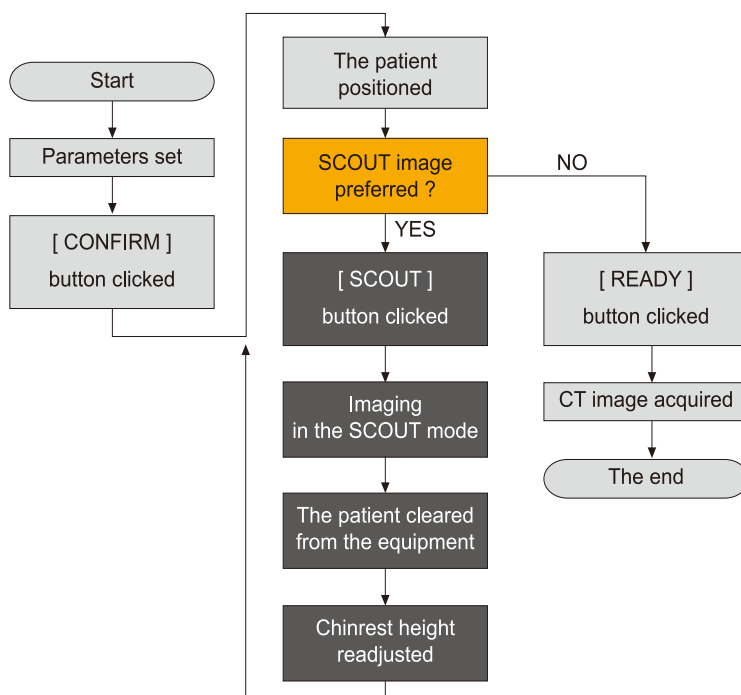 Start
Parameters set
[ CONFIRM ]
button clicked
The patient
positioned
SCOUT image
preferred ?
NO
YES
[ SCOUT ]
button clicked
Imaging
in the SCOUT mode
The patient cleared
from the equipment
Chinrest height
readjusted
[ READY ]
button clicked
CT image acquired
The end